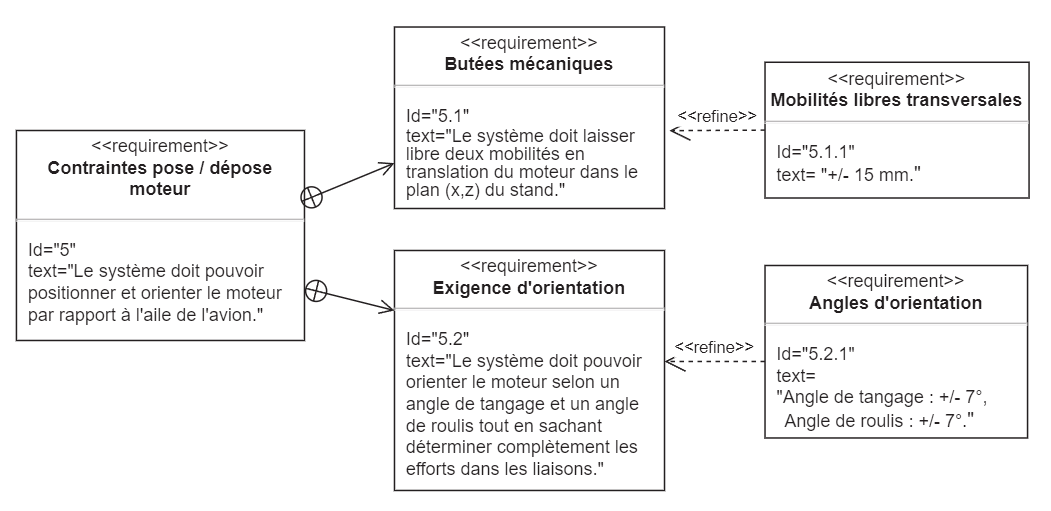 <<requirement>>
Contraintes pose / dépose
moteur
Id="5"
text="Le système doit pouvoir
positionner et orienter le moteur
par rapport à l'aile de l'avion."
<<requirement>>
Butées mécaniques
Id="5.1"
text="Le système doit laisser
libre deux mobilités en
translation du moteur dans le
plan (x,z) du stand."
<<refine>>
<<requirement>>
Mobilités libres transversales
Id="5.1.1"
text= "+/- 15 mm."
<<requirement>>
Exigence d'orientation
Id="5.2"
text="Le système doit pouvoir
orienter le moteur selon un
angle de tangage et un angle
de roulis tout en sachant
déterminer complètement les
efforts dans les liaisons."
<<refine>>
<<requirement>>
Angles d'orientation
Id="5.2.1"
text=
"Angle de tangage : +/- 7°,
Angle de roulis : +/- 7°."